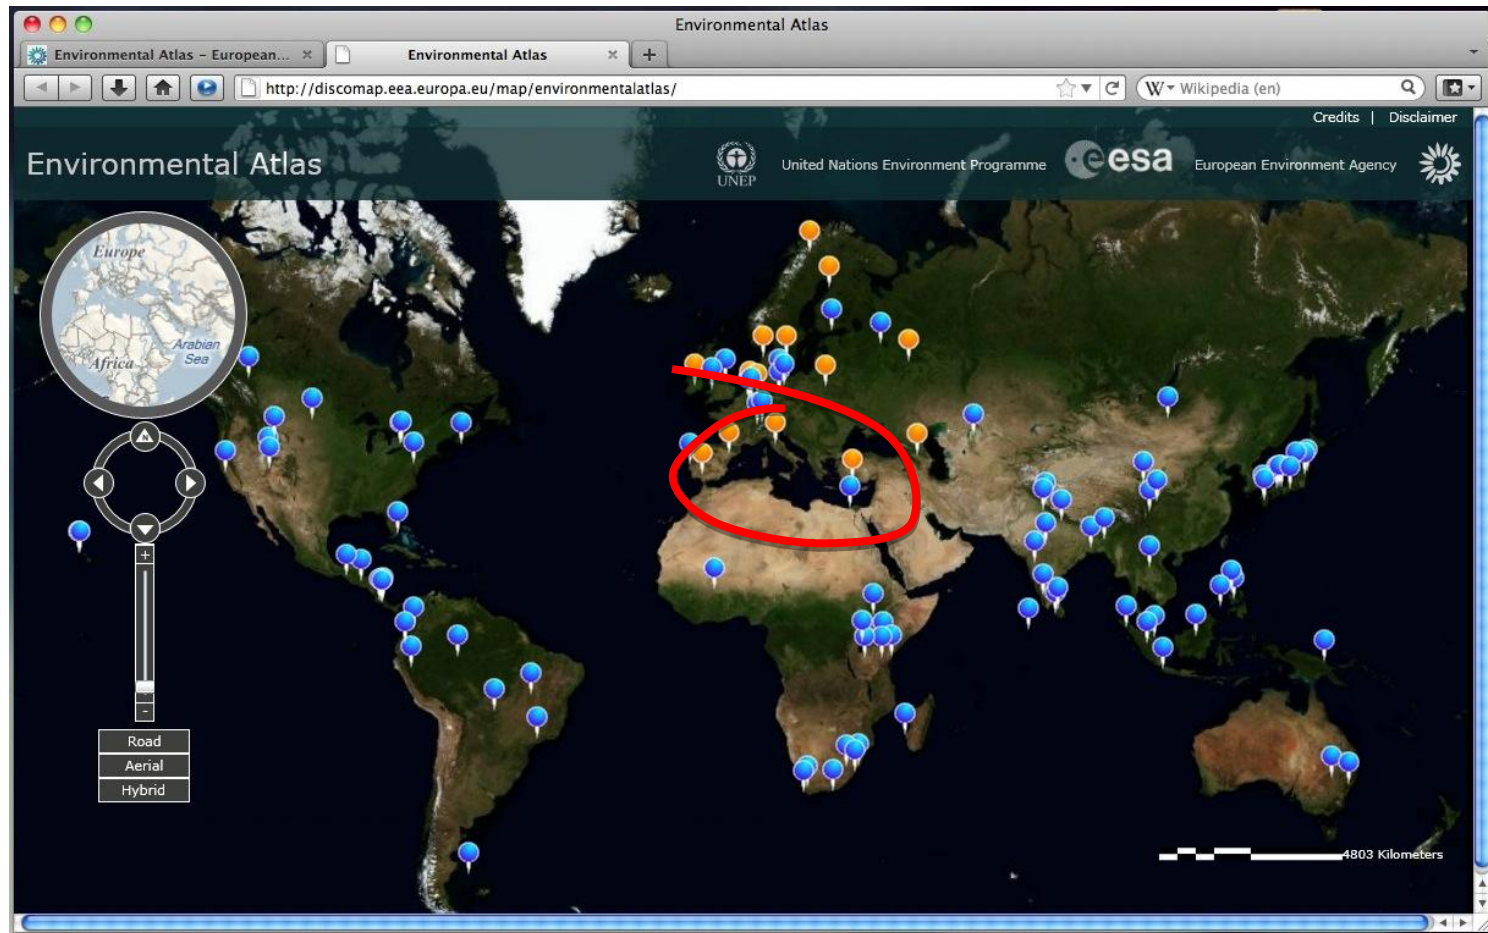 Environmental Atlas
Environmental Atlas – European...
Environmental Atlas
http://discomap.eea.europa.eu/map/environmentalatlas/
Wikipedia (en)
Credits | Disclaimer
Environmental Atlas
UNEP
United Nations Environment Programme
esa
European Environment Agency
Europe
Arabian
Sea
Africa
N
+
-
Road
Aerial
Hybrid
4803 Kilometers